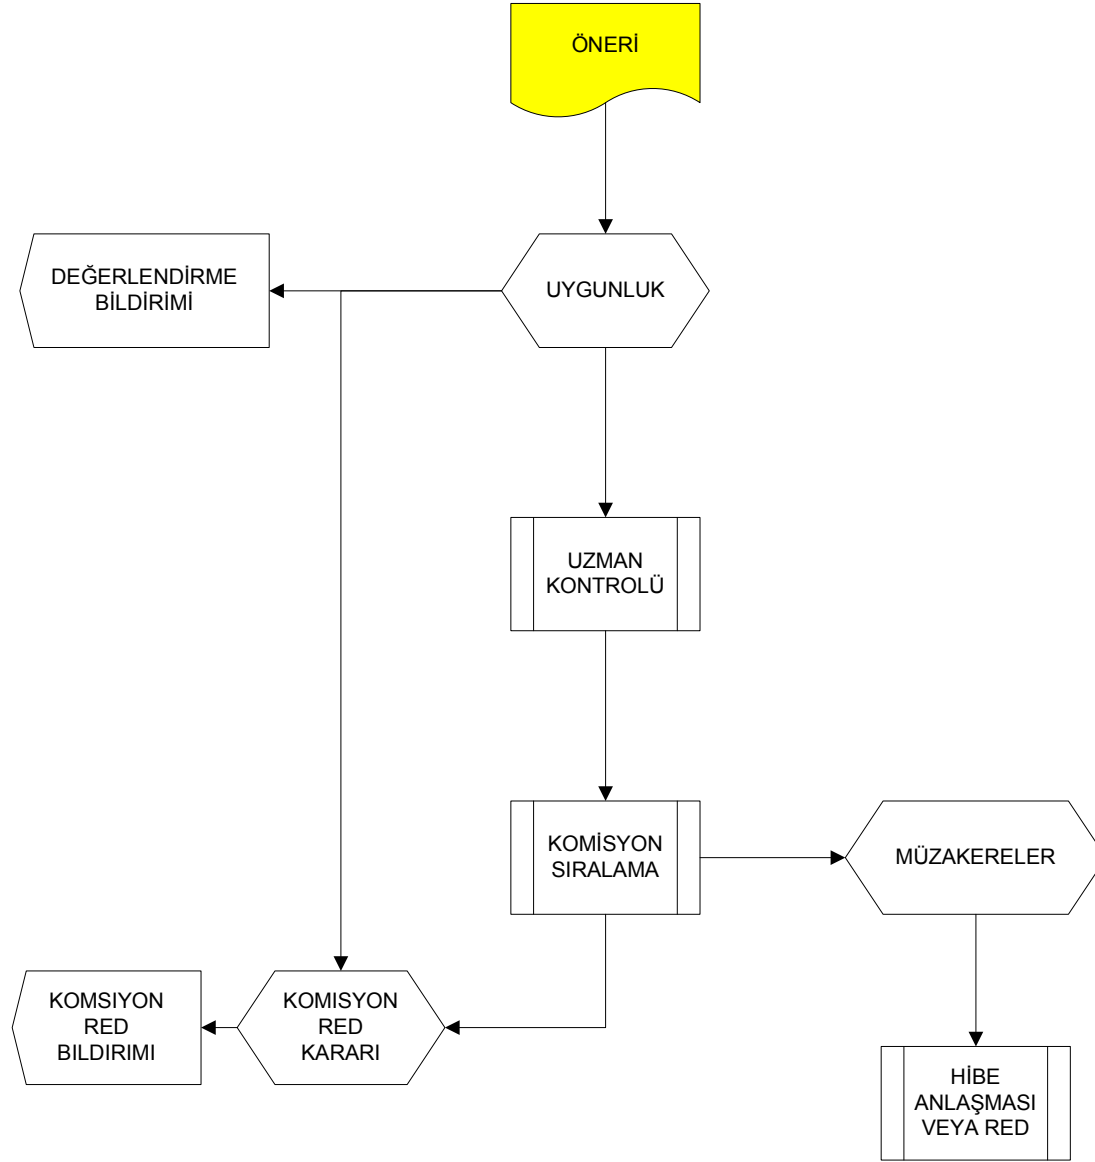 ÖNERİ
DEĞERLENDİRME
BİLDİRİMİ
UYGUNLUK
UZMAN
KONTROLÜ
KOMİSYON
SIRALAMA
MÜZAKERELER
KOMSIYON
RED
BILDIRIMI
KOMISYON
RED
KARARI
HİBE
ANLAŞMASI
VEYA RED